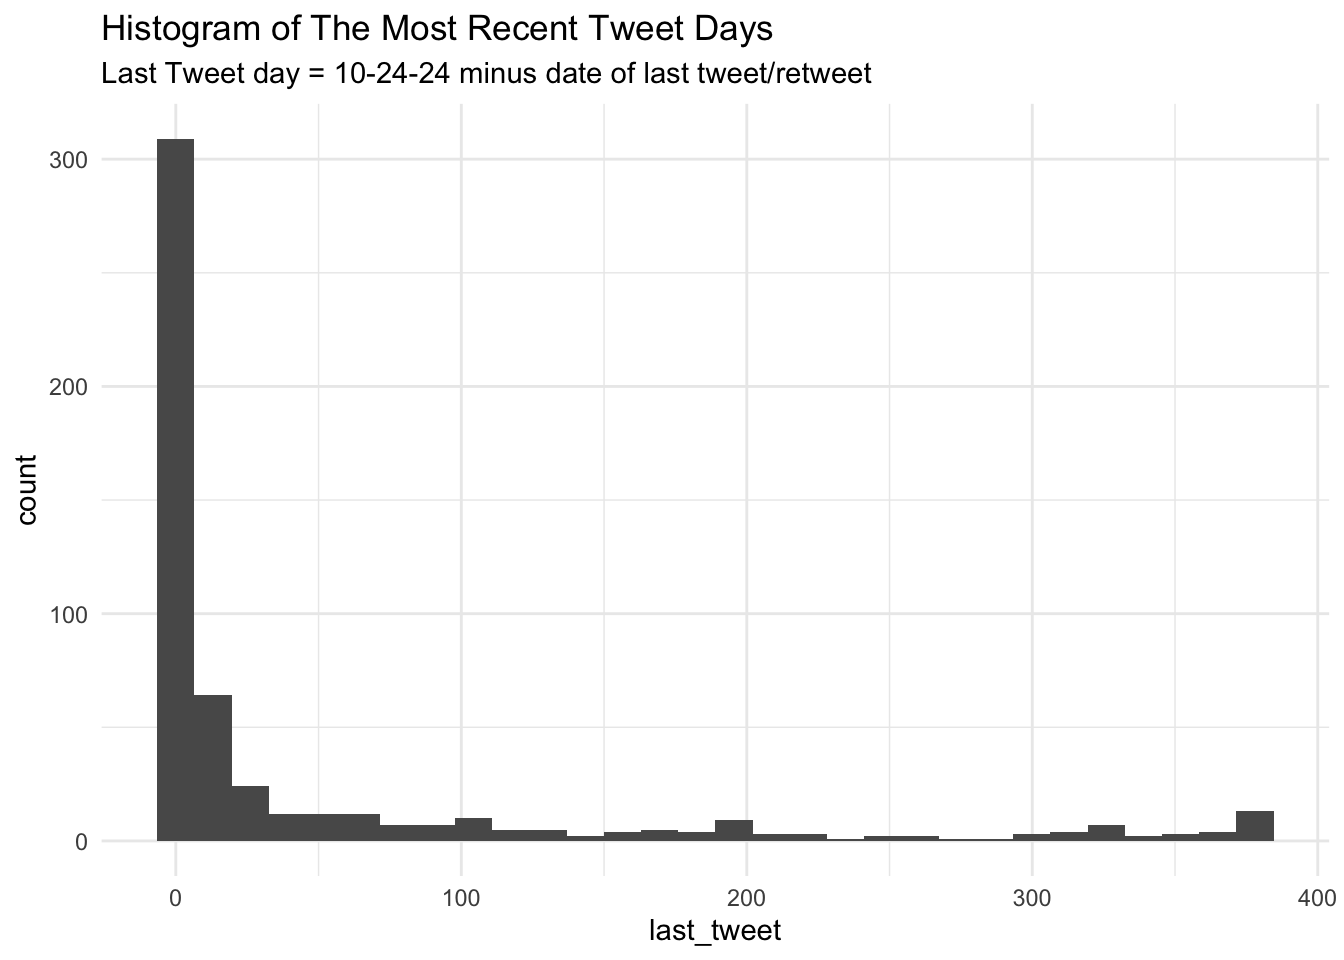 Histogram of The Most Recent Tweet Days
Last Tweet day = 10-24-24 minus date of last tweet/retweet
300
200
100
0
count
0 100 200 300 400
last_tweet